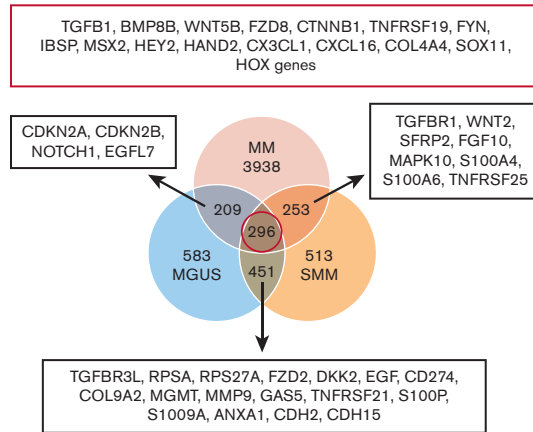 TGFB1, BMP8B, WNT5B, FZD8, CTNNB1, TNFRSF19, FYN,
IBSP, MSX2, HEY2, HAND2, CX3CL1, CXCL16, COL4A4, SOX11,
HOX genes
CDKN2A, CDKN2B,
NOTCH1, EGFL7
TGFBR1, WNT2,
SFRP2, FGF10,
MAPK10, S100A4,
S100A6, TNFRSF25
MM
3938
209
253
296
583
MGUS
451
513
SMM
TGFBR3L, RPSA, RPS27A, FZD2, DKK2, EGF, CD274,
COL9A2, MGMT, MMP9, GAS5, TNFRSF21, S100P,
S1009A, ANXA1, CDH2, CDH15